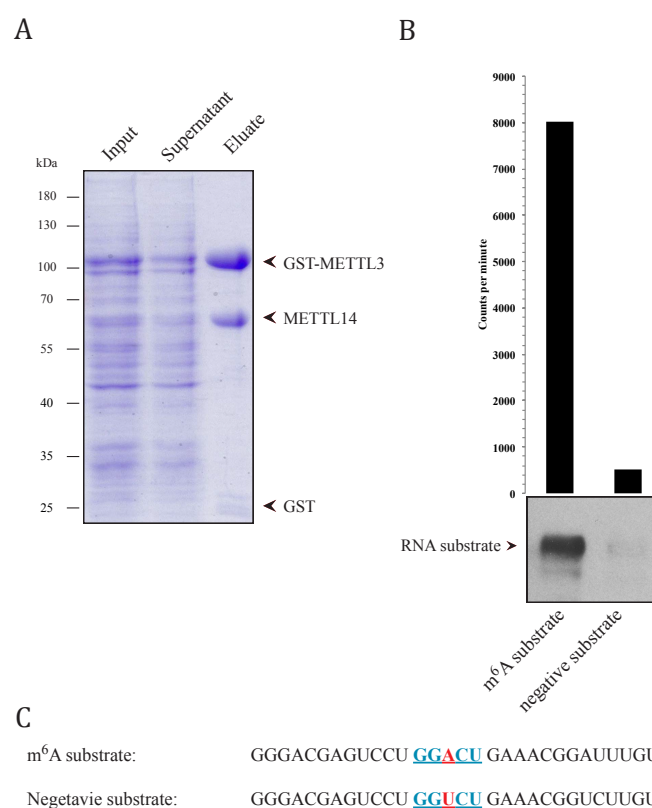 A
B
Input
Supernatant
Eluate
kDa
180
130
100
70
55
40
35
25
GST-METTL3
METTL14
GST
Counts per minute
9000
8000
7000
6000
5000
4000
3000
2000
1000
0
RNA substrate
m⁶A substrate
negative substrate
C
m⁶A substrate: GGGACGAGUCCU GGACU GAAACGGAUUUGU
Negetavie substrate: GGGACGAGUCCU GGUCU GAAACGGUCUUGU